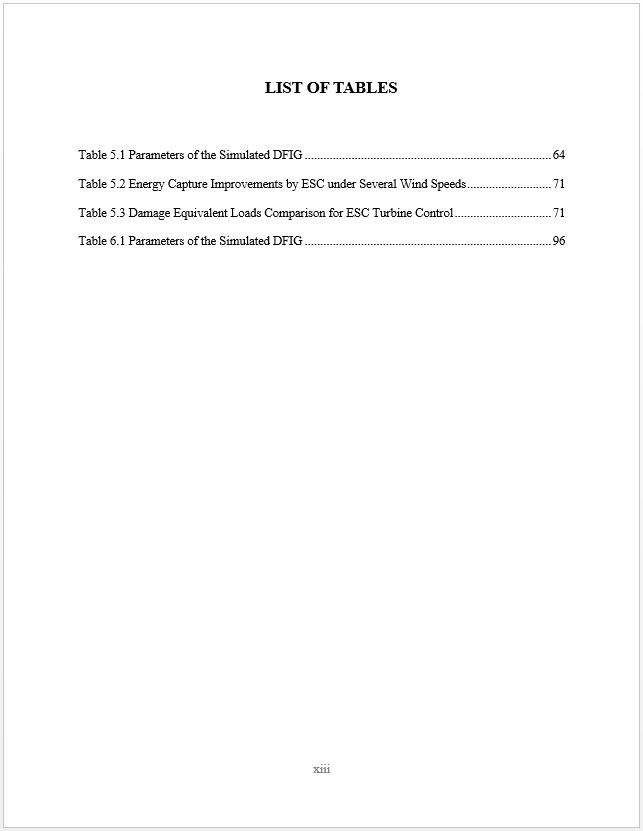 LIST OF TABLES
Table 5.1 Parameters of the Simulated DFIG ............................................................................... 64
Table 5.2 Energy Capture Improvements by ESC under Several Wind Speeds........................... 71
Table 5.3 Damage Equivalent Loads Comparison for ESC Turbine Control............................... 71
Table 6.1 Parameters of the Simulated DFIG ............................................................................... 96
xiii